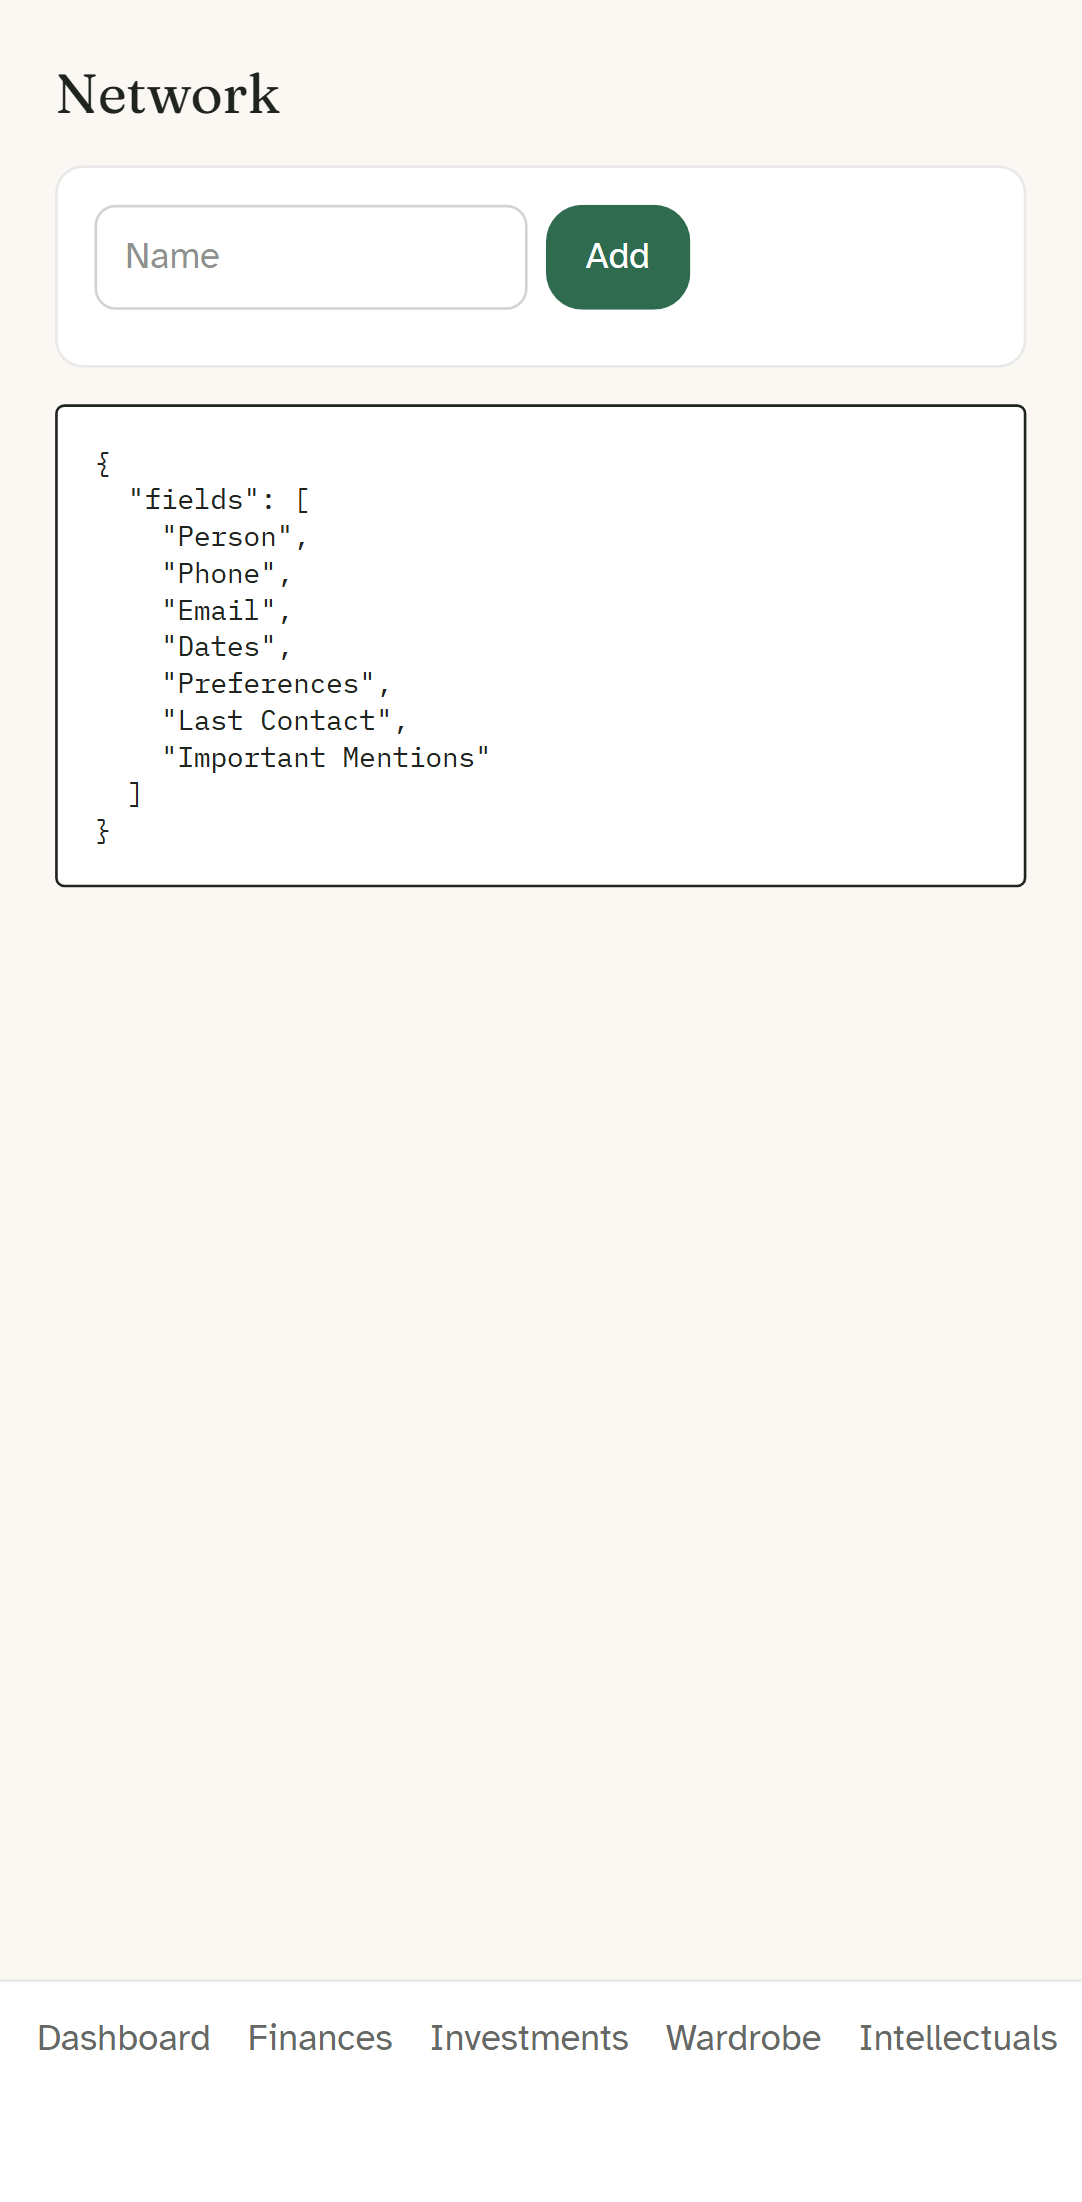 Network
Name
Add
{
  "fields": [
    "Person",
    "Phone",
    "Email",
    "Dates",
    "Preferences",
    "Last Contact",
    "Important Mentions"
  ]
}
Dashboard Finances Investments Wardrobe Intellectuals